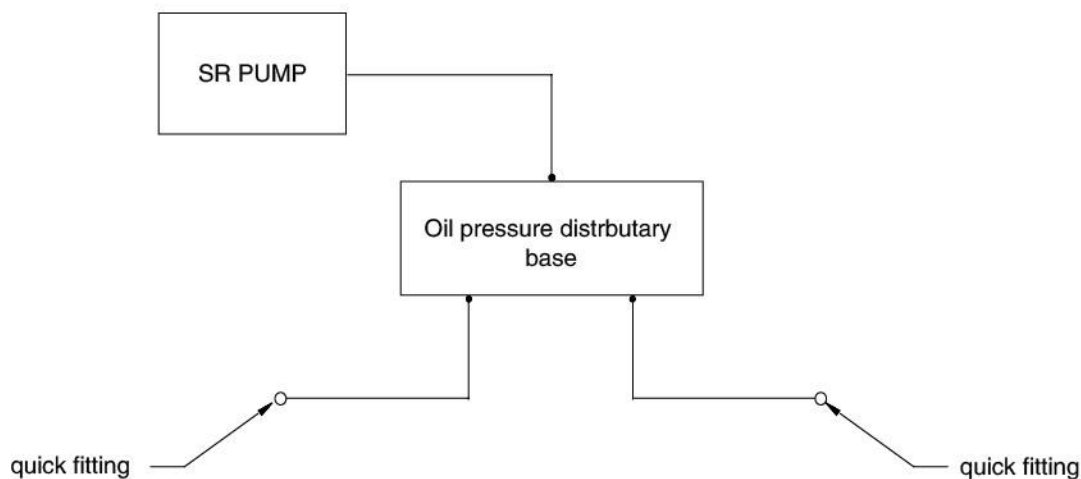 SR PUMP
Oil pressure distrbutary
base
quick fitting
quick fitting